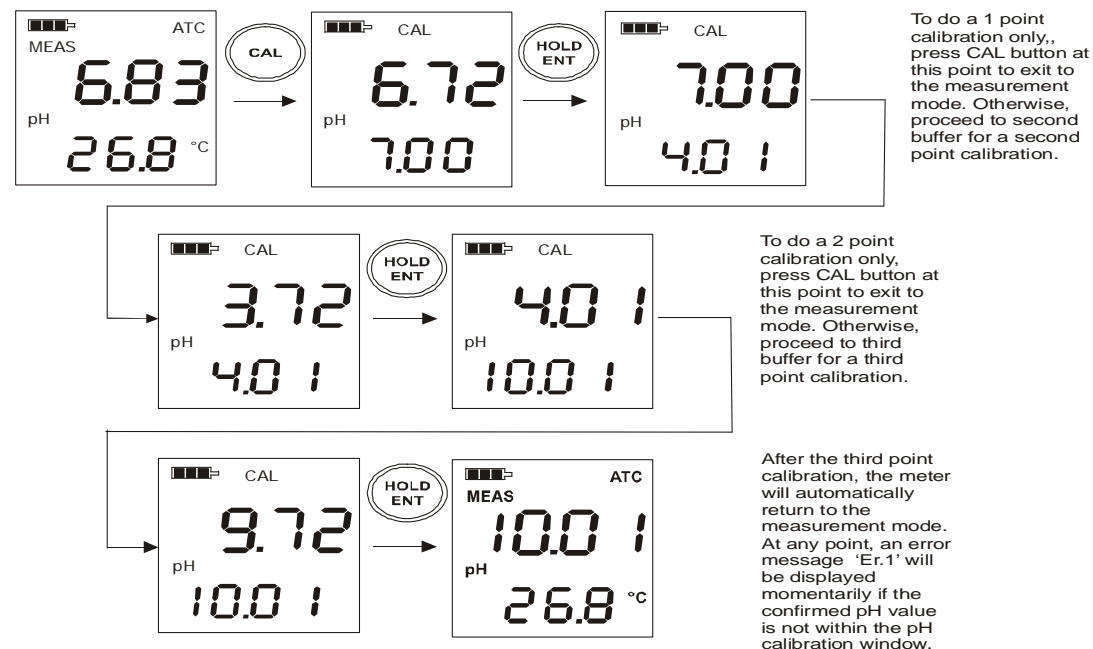 ATC
MEAS
6.83
pH
26.8 °C
CAL
CAL
6.72
pH
7.00
HOLD
ENT
CAL
7.00
pH
4.01
To do a 1 point
calibration only,,
press CAL button at
this point to exit to
the measurement
mode. Otherwise,
proceed to second
buffer for a second
point calibration.
CAL
3.72
pH
4.01
HOLD
ENT
CAL
4.01
pH
10.01
To do a 2 point
calibration only,
press CAL button at
this point to exit to
the measurement
mode. Otherwise,
proceed to third
buffer for a third
point calibration.
CAL
9.72
pH
10.01
HOLD
ENT
ATC
MEAS
10.01
pH
26.8 °C
After the third point
calibration, the meter
will automatically
return to the
measurement mode.
At any point, an error
message ‘Er.1’ will
be displayed
momentarily if the
confirmed pH value
is not within the pH
calibration window.